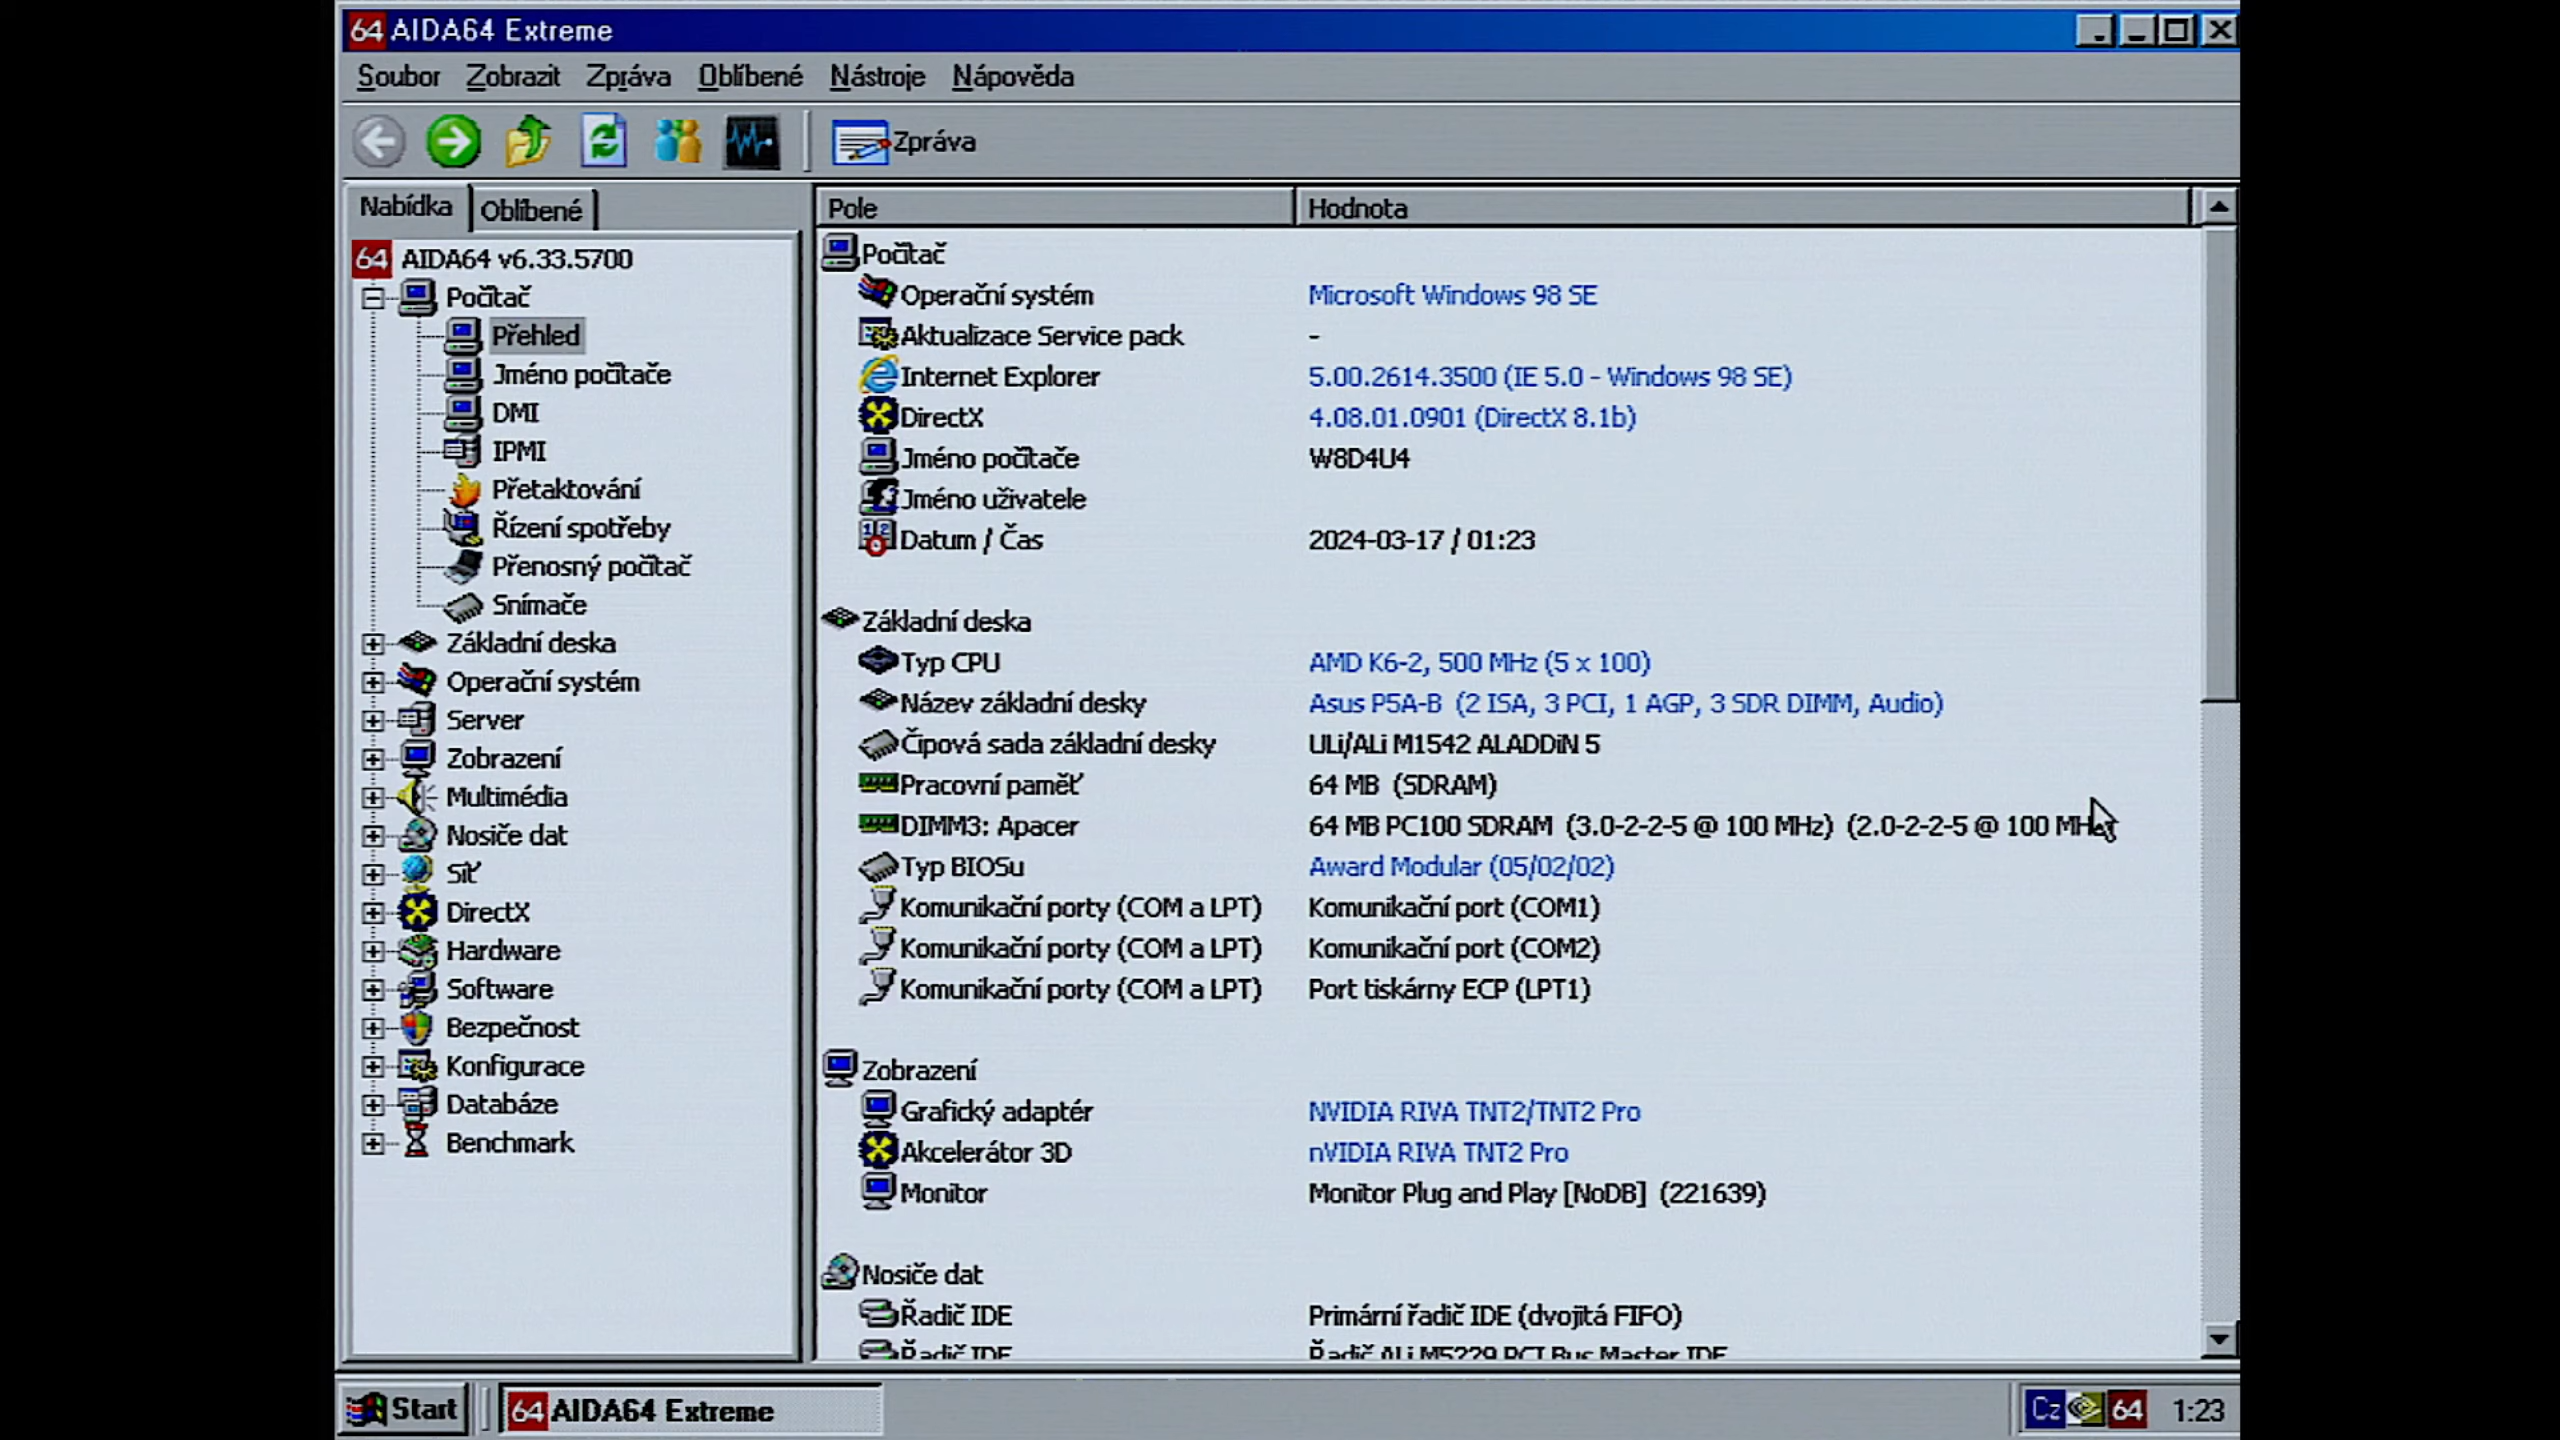 64 AIDA64 Extreme
Soubor Zobrazit Zpráva Oblíbené Nástroje Nápověda
Zpráva
Nabídka Oblíbené
64 AIDA64 v6.33.5700
Počítač
Přehled
Jméno počítače
DMI
IPMI
Přetaktování
Řízení spotřeby
Přenosný počítač
Snímače
Základní deska
Operační systém
Server
Zobrazení
Multimédia
Nosiče dat
Síť
DirectX
Hardware
Software
Bezpečnost
Konfigurace
Databáze
Benchmark
Pole Hodnota
Počítač
Operační systém Microsoft Windows 98 SE
Aktualizace Service pack -
Internet Explorer 5.00.2614.3500 (IE 5.0 - Windows 98 SE)
DirectX 4.08.01.0901 (DirectX 8.1b)
Jméno počítače W8D4U4
Jméno uživatele
Datum / Čas 2024-03-17 / 01:23
Základní deska
Typ CPU AMD K6-2, 500 MHz (5 x 100)
Název základní desky Asus P5A-B (2 ISA, 3 PCI, 1 AGP, 3 SDR DIMM, Audio)
Čipová sada základní desky ULi/ALi M1542 ALADDiN 5
Pracovní paměť 64 MB (SDRAM)
DIMM3: Apacer 64 MB PC100 SDRAM (3.0-2-2-5 @ 100 MHz) (2.0-2-2-5 @ 100 MHz)
Typ BIOSu Award Modular (05/02/02)
Komunikační porty (COM a LPT) Komunikační port (COM1)
Komunikační porty (COM a LPT) Komunikační port (COM2)
Komunikační porty (COM a LPT) Port tiskárny ECP (LPT1)
Zobrazení
Grafický adaptér NVIDIA RIVA TNT2/TNT2 Pro
Akcelerátor 3D nVIDIA RIVA TNT2 Pro
Monitor Monitor Plug and Play [NoDB] (221639)
Nosiče dat
Řadič IDE Primární řadič IDE (dvojitá FIFO)
Řadič IDE Řadič ALi M5229 PCI Bus Master IDE
Start 64 AIDA64 Extreme Cz 64 1:23